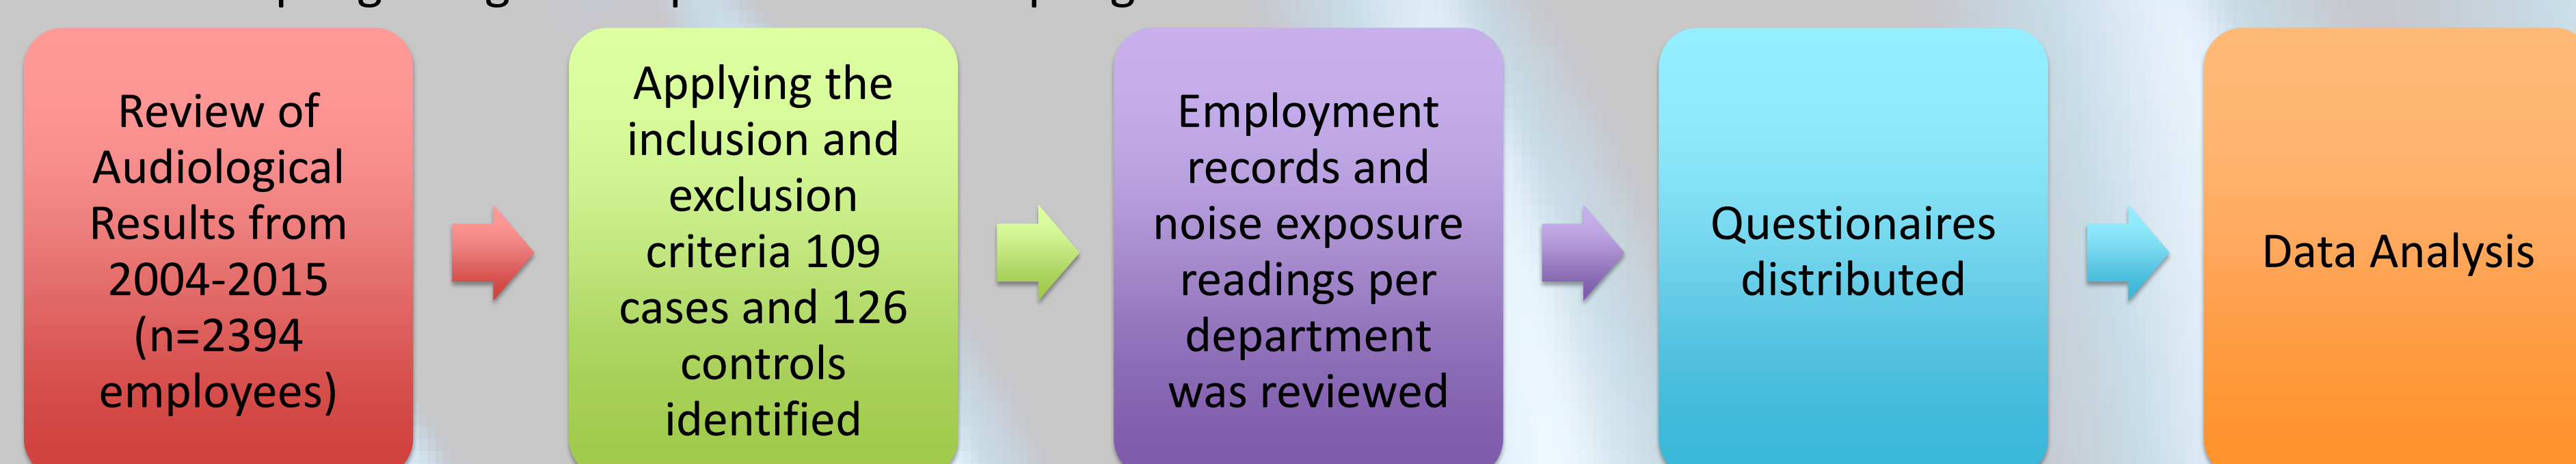 Review of
Audiological
Results from
2004-2015
(n=2394
employees)
Applying the
inclusion and
exclusion
criteria 109
cases and 126
controls
identified
Employment
records and
noise exposure
readings per
department
was reviewed
Questionaires
distributed
Data Analysis